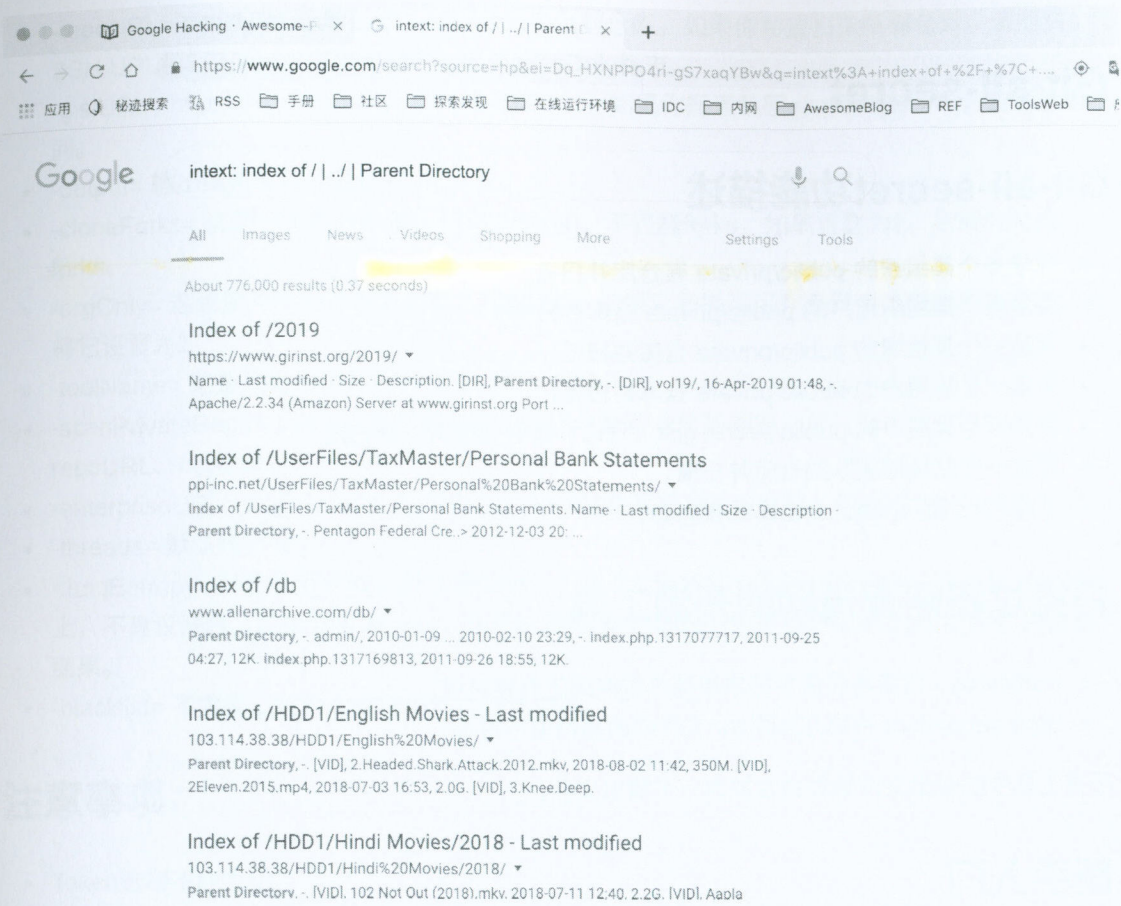 Google Hacking · Awesome-P × intext: index of / | ../ | Parent × +
https://www.google.com/search?source=hp&ei=Dq_HXNPPO4ri-gS7xaqYBw&q=intext%3A+index+of+%2F+%7C+...
应用 秘迹搜索 RSS 手册 社区 探索发现 在线运行环境 IDC 内网 AwesomeBlog REF ToolsWeb
Google intext: index of / | ../ | Parent Directory
All Images News Videos Shopping More Settings Tools
About 776,000 results (0.37 seconds)
Index of /2019
https://www.girinst.org/2019/
Name · Last modified · Size · Description. [DIR], Parent Directory, -. [DIR], vol19/, 16-Apr-2019 01:48, -.
Apache/2.2.34 (Amazon) Server at www.girinst.org Port ...
Index of /UserFiles/TaxMaster/Personal Bank Statements
ppi-inc.net/UserFiles/TaxMaster/Personal%20Bank%20Statements/
Index of /UserFiles/TaxMaster/Personal Bank Statements. Name · Last modified · Size · Description ·
Parent Directory, -. Pentagon Federal Cre..> 2012-12-03 20: ...
Index of /db
www.allenarchive.com/db/
Parent Directory, -. admin/, 2010-01-09 ... 2010-02-10 23:29, -. index.php.1317077717, 2011-09-25
04:27, 12K. index.php.1317169813, 2011-09-26 18:55, 12K.
Index of /HDD1/English Movies - Last modified
103.114.38.38/HDD1/English%20Movies/
Parent Directory, -. [VID], 2.Headed.Shark.Attack.2012.mkv, 2018-08-02 11:42, 350M. [VID],
2Eleven.2015.mp4, 2018-07-03 16:53, 2.0G. [VID], 3.Knee.Deep.
Index of /HDD1/Hindi Movies/2018 - Last modified
103.114.38.38/HDD1/Hindi%20Movies/2018/
Parent Directory, -. [VID], 102 Not Out (2018).mkv, 2018-07-11 12:40, 2.2G. [VID], Aapla